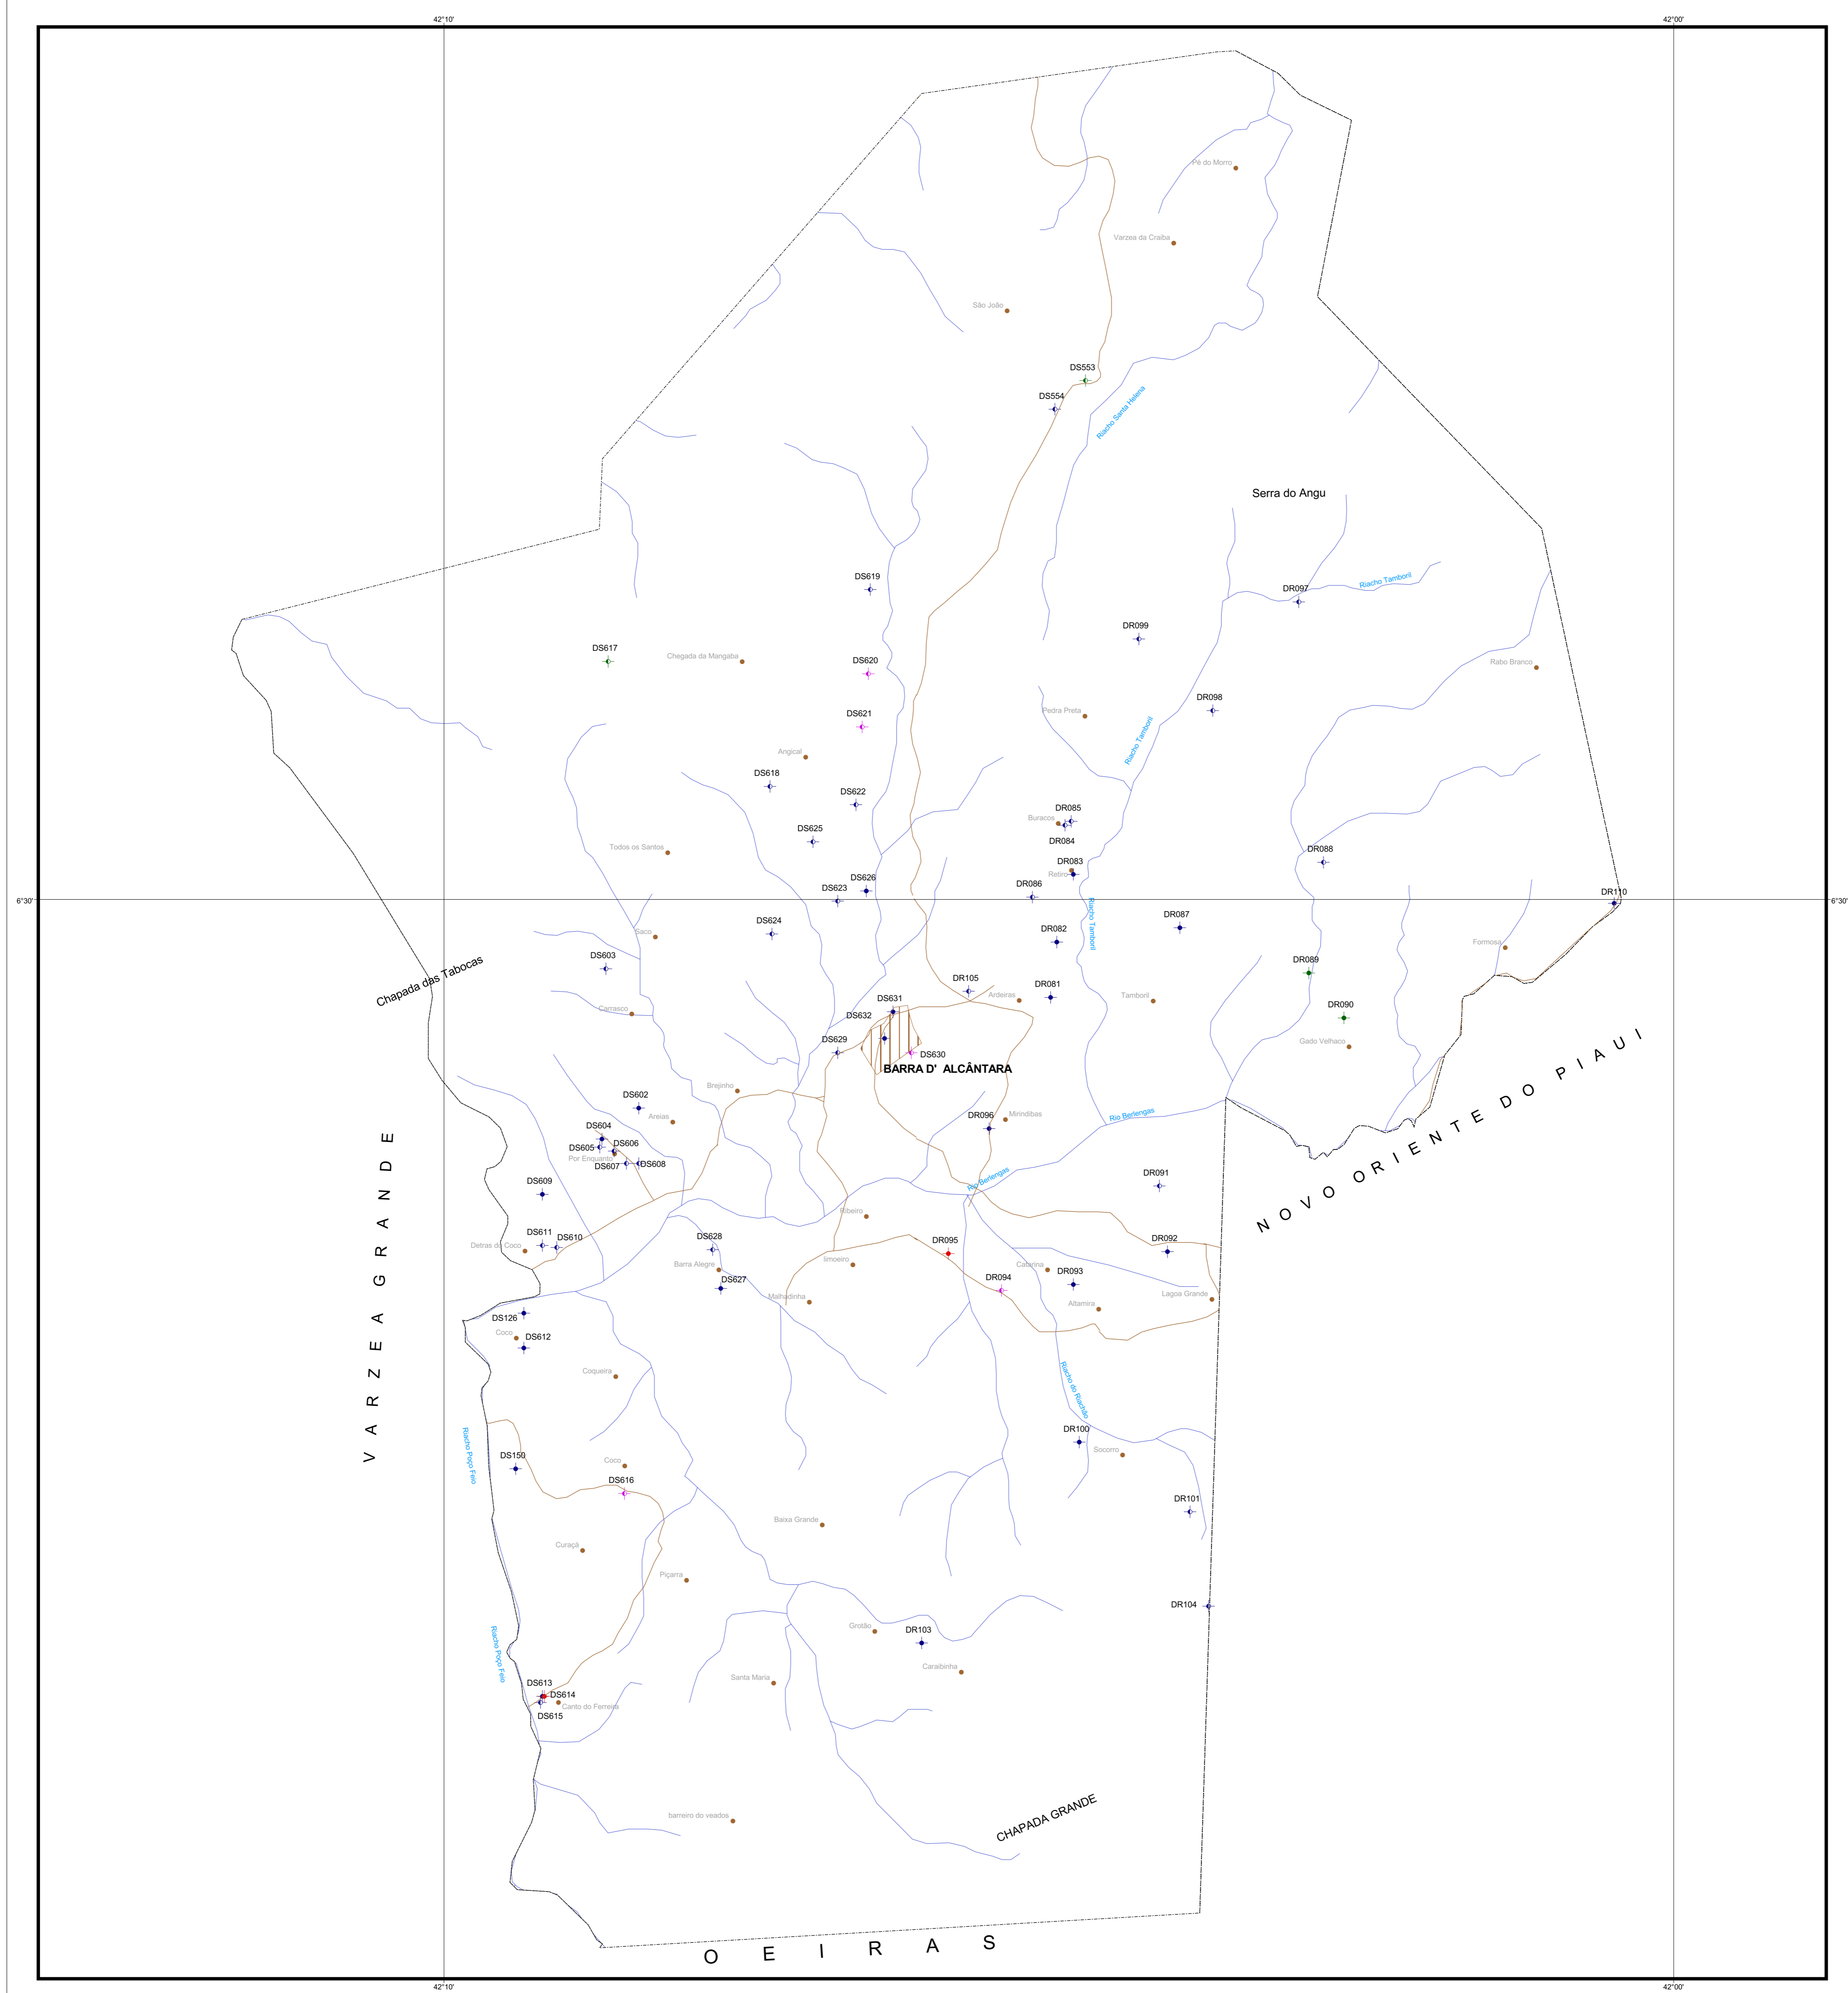 42°10'
42°00'
Pé do Morro
Varzea da Craiba
São João
DS553
DS554
Riacho Santa Helena
Serra do Angu
DS619
Riacho Tamboril
DR097
DR099
DS617
Chegada da Mangaba
DS620
Rabo Branco
DR098
Pedra Preta
DS621
Riacho Tamboril
Angical
DS618
DS622
DR085
Buracos
DR084
DS625
Todos os Santos
DR083
Retiro
DR088
DS626
DR086
DS623
DR110
6°30'
6°30'
Riacho Tamboril
DS624
DR082
DR087
Saco
Formosa
DS603
Chapada das Tabocas
DR089
DR105
DR081
Ardeiras
Tamboril
DS631
DR090
Carrasco
DS632
DS629
DS630
Gado Velhaco
BARRA D' ALCÂNTARA
Brejinho
DS602
Areias
DR096
Mirindibas
Rio Berlengas
DS604
DS605
DS606
Por Enquanto
DS607
DS608
NOVO ORIENTE DO PIAUI
VARZEA GRANDE
DS609
Rio Berlengas
DR091
Ribeiro
DS611
DS610
Detras do Coco
DS628
DR095
DR092
Barra Alegre
limoeiro
Catarina
DS627
DR094
DR093
Malhadinha
Altamira
Lagoa Grande
DS126
Coco
DS612
Coqueira
Riacho do Riachão
Riacho Poço Feio
DS150
Coco
DS616
DR100
Socorro
DR101
Baixa Grande
Curaçá
Piçarra
DR104
Riacho Poço Feio
Grotão
DR103
Caraibinha
Santa Maria
DS613
DS614
Canto do Ferreira
DS615
barreiro do veados
CHAPADA GRANDE
OEIRAS
42°10'
42°00'